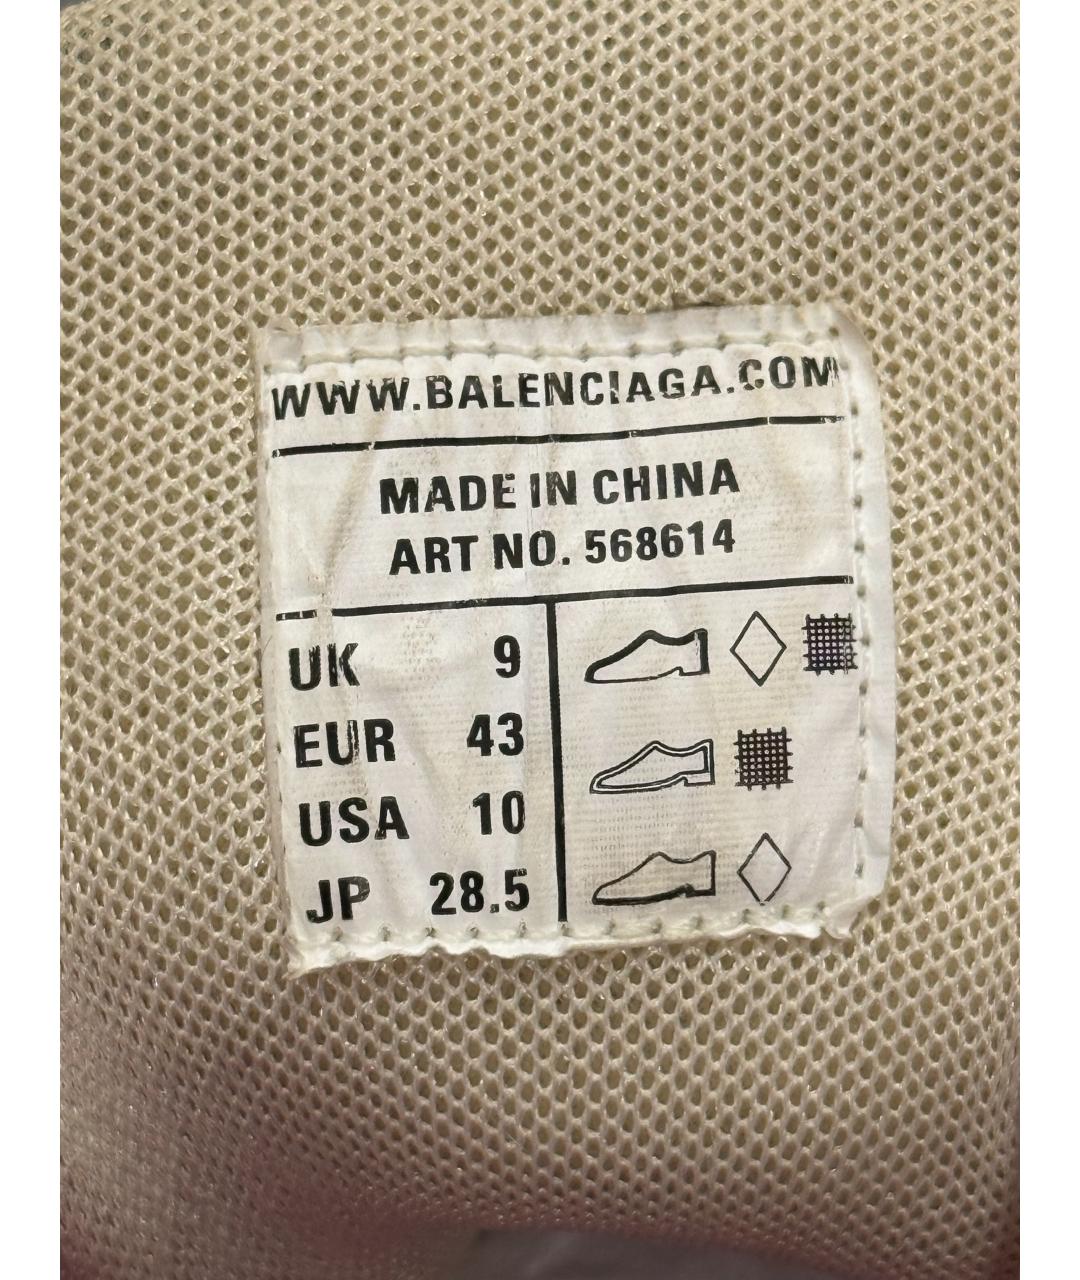 WWW.BALENCIAGA.COM
MADE IN CHINA
ART NO. 568614
UK 9
EUR 43
USA 10
JP 28.5